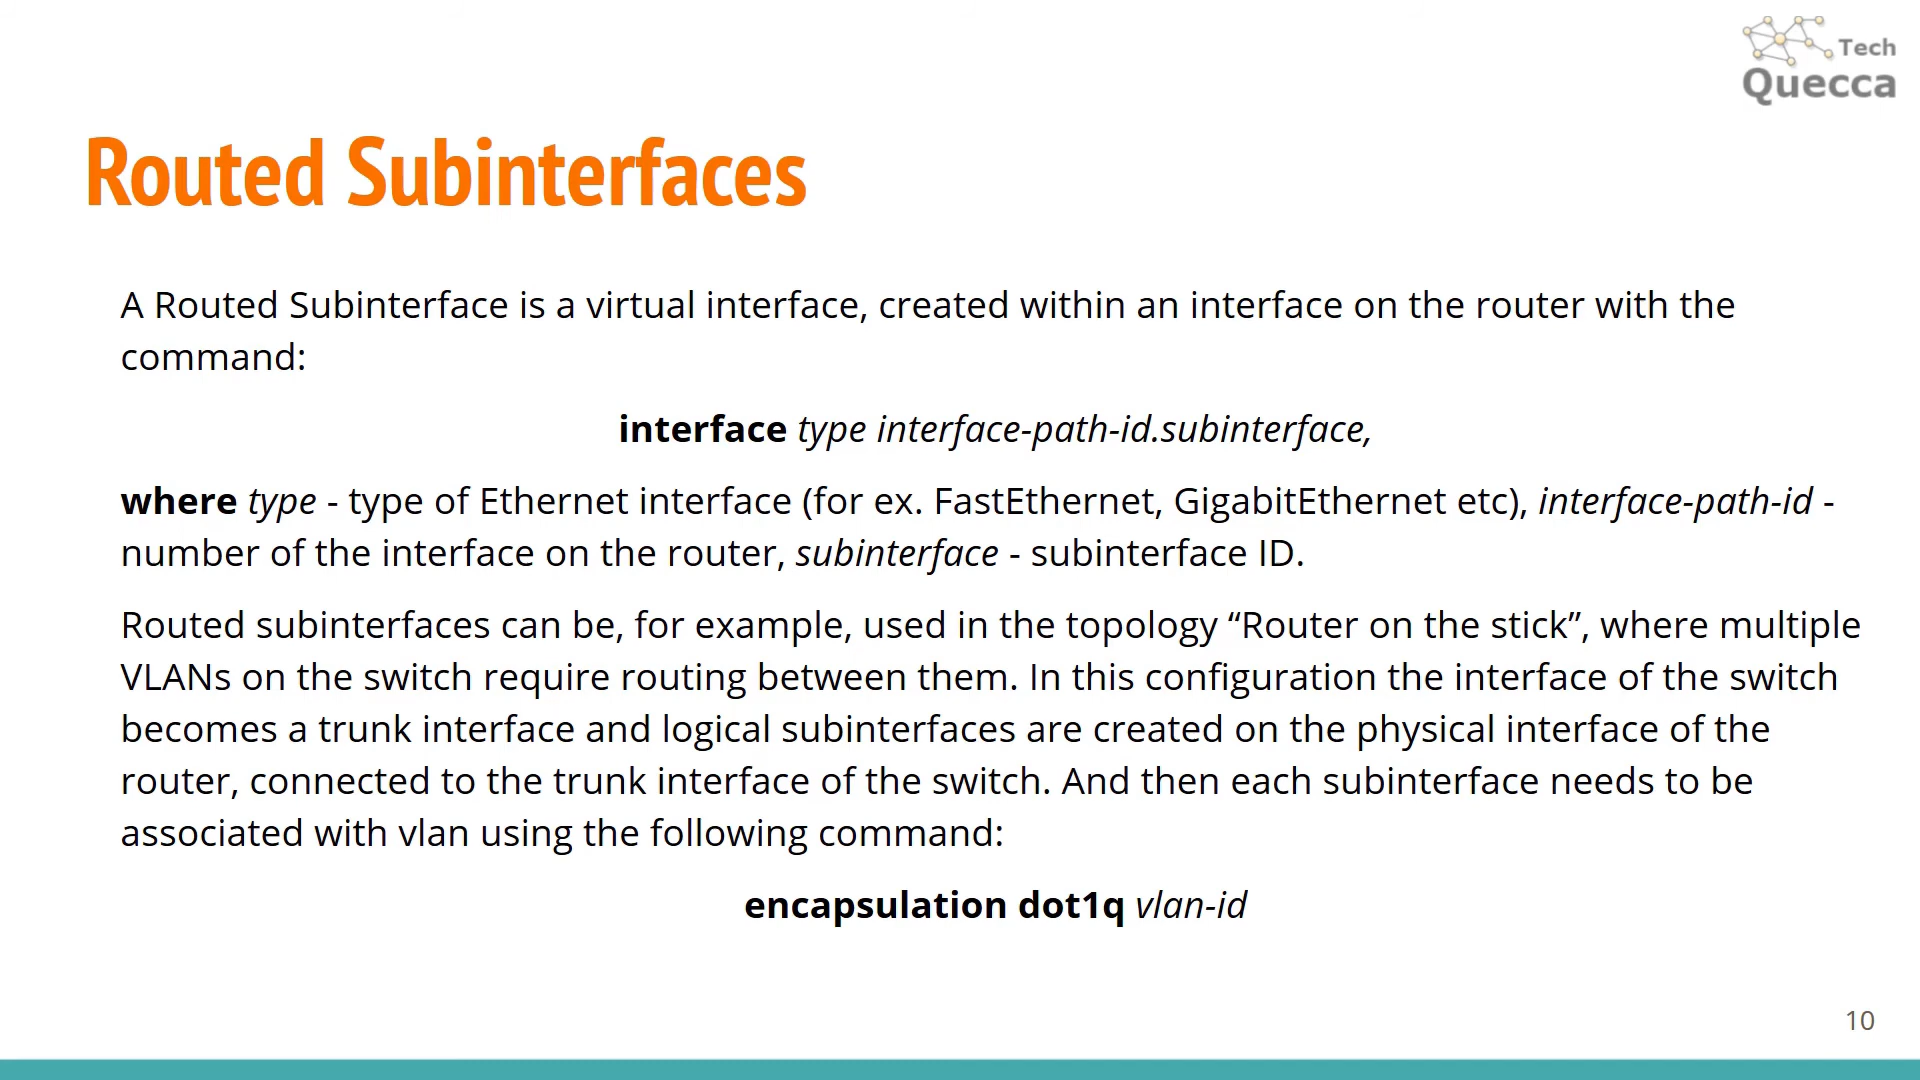 Tech
Quecca
Routed Subinterfaces
A Routed Subinterface is a virtual interface, created within an interface on the router with the
command:
interface type interface-path-id.subinterface,
where type - type of Ethernet interface (for ex. FastEthernet, GigabitEthernet etc), interface-path-id -
number of the interface on the router, subinterface - subinterface ID.
Routed subinterfaces can be, for example, used in the topology “Router on the stick”, where multiple
VLANs on the switch require routing between them. In this configuration the interface of the switch
becomes a trunk interface and logical subinterfaces are created on the physical interface of the
router, connected to the trunk interface of the switch. And then each subinterface needs to be
associated with vlan using the following command:
encapsulation dot1q vlan-id
10